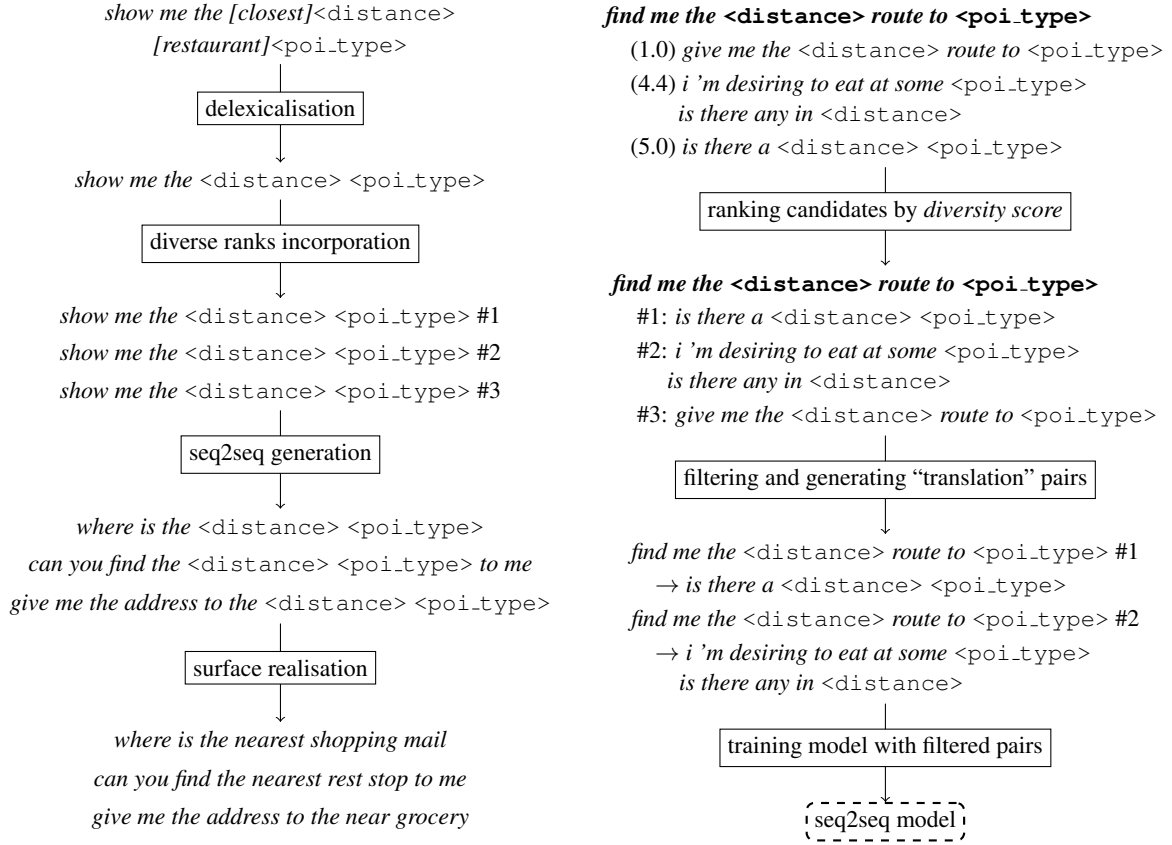 show me the [closest]<distance>
[restaurant]<poi_type>
delexicalisation
show me the <distance> <poi_type>
diverse ranks incorporation
show me the <distance> <poi_type> #1
show me the <distance> <poi_type> #2
show me the <distance> <poi_type> #3
seq2seq generation
where is the <distance> <poi_type>
can you find the <distance> <poi_type> to me
give me the address to the <distance> <poi_type>
surface realisation
where is the nearest shopping mail
can you find the nearest rest stop to me
give me the address to the near grocery
find me the <distance> route to <poi_type>
(1.0) give me the <distance> route to <poi_type>
(4.4) i 'm desiring to eat at some <poi_type>
is there any in <distance>
(5.0) is there a <distance> <poi_type>
ranking candidates by diversity score
find me the <distance> route to <poi_type>
#1: is there a <distance> <poi_type>
#2: i 'm desiring to eat at some <poi_type>
is there any in <distance>
#3: give me the <distance> route to <poi_type>
filtering and generating “translation” pairs
find me the <distance> route to <poi_type> #1
→ is there a <distance> <poi_type>
find me the <distance> route to <poi_type> #2
→ i 'm desiring to eat at some <poi_type>
is there any in <distance>
training model with filtered pairs
seq2seq model